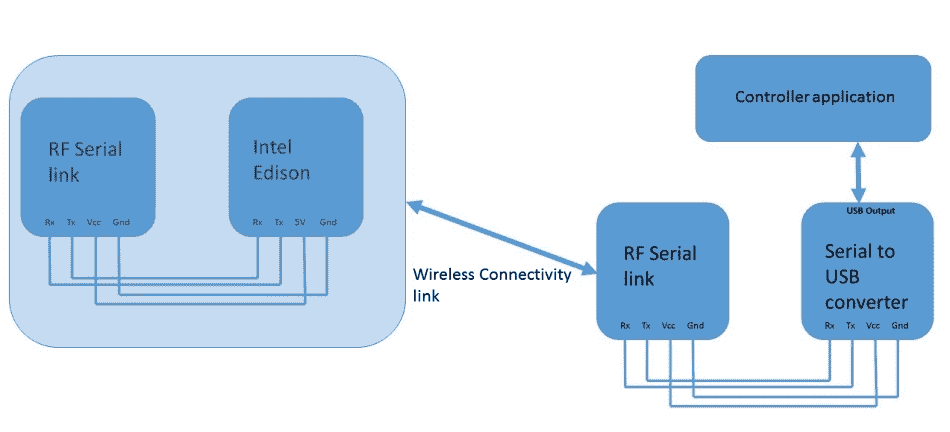 RF Serial
link
Rx Tx Vcc Gnd
Intel
Edison
Rx Tx 5V Gnd
Wireless Connectivity
link
RF Serial
link
Rx Tx Vcc Gnd
Controller application
USB Output
Serial to
USB
converter
Rx Tx Vcc Gnd